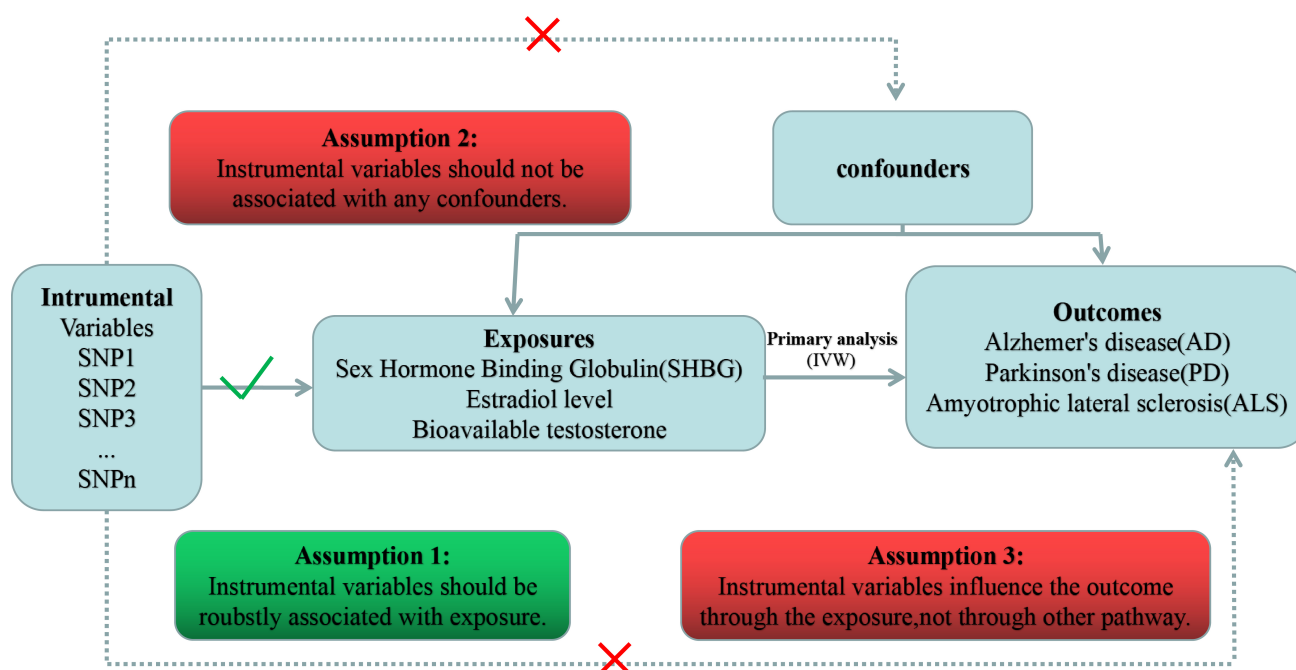 Assumption 2:
Instrumental variables should not be
associated with any confounders.
confounders
Intrumental
Variables
SNP1
SNP2
SNP3
...
SNPn
Exposures
Sex Hormone Binding Globulin(SHBG)
Estradiol level
Bioavailable testosterone
Primary analysis
(IVW)
Outcomes
Alzhemer's disease(AD)
Parkinson's disease(PD)
Amyotrophic lateral sclerosis(ALS)
Assumption 1:
Instrumental variables should be
roubstly associated with exposure.
Assumption 3:
Instrumental variables influence the outcome
through the exposure,not through other pathway.